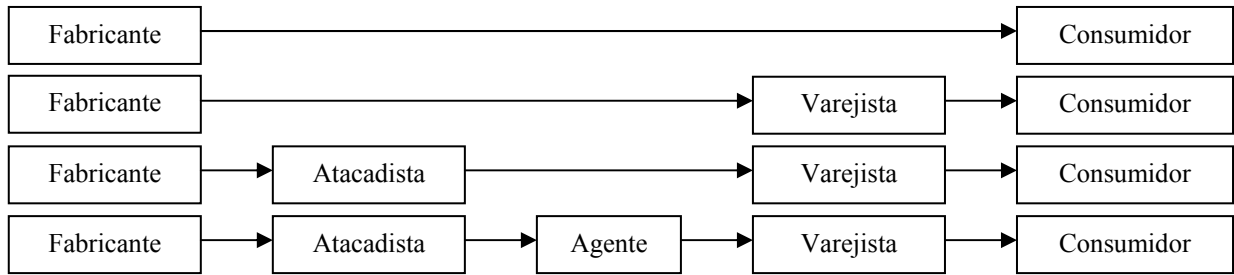 Fabricante Consumidor
Fabricante Varejista Consumidor
Fabricante Atacadista Varejista Consumidor
Fabricante Atacadista Agente Varejista Consumidor